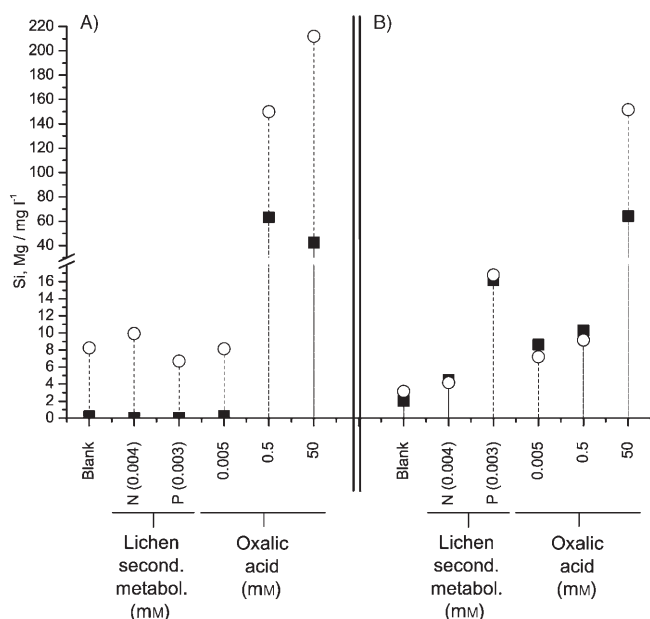 A)
B)
Si, Mg / mg l⁻¹
220
200
180
160
140
120
100
80
60
40
16
14
12
10
8
6
4
2
0
Blank
N (0.004)
P (0.003)
0.005
0.5
50
Blank
N (0.004)
P (0.003)
0.005
0.5
50
Lichen
second.
metabol.
(mM)
Oxalic
acid
(mM)
Lichen
second.
metabol.
(mM)
Oxalic
acid
(mM)